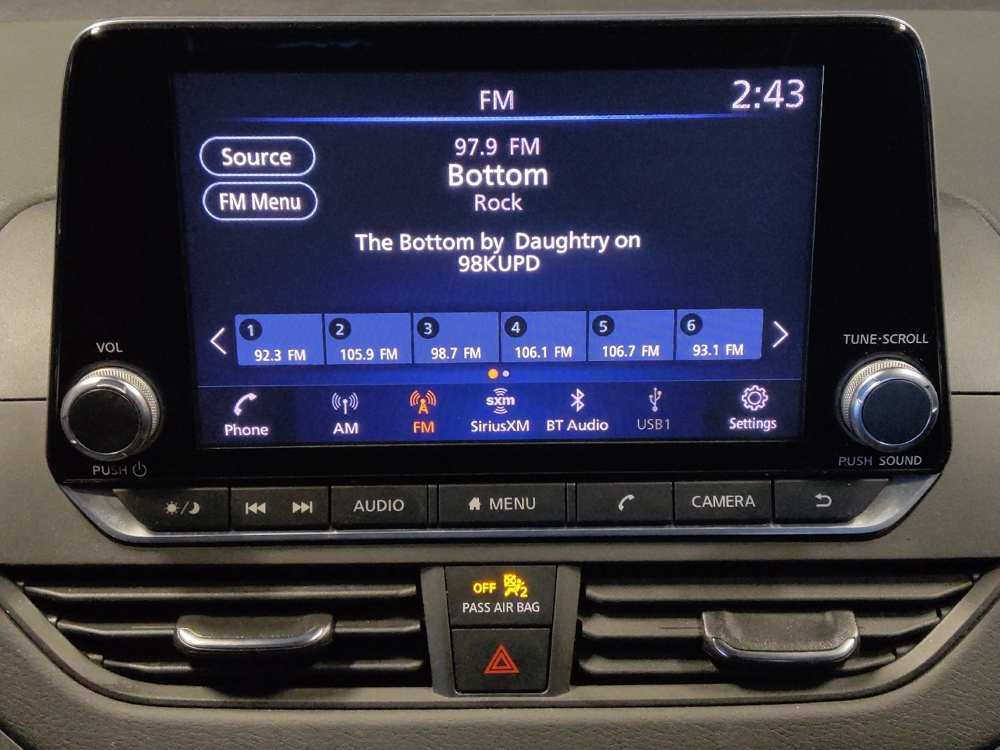 FM
2:43
Source
97.9 FM
Bottom
FM Menu
Rock
The Bottom by Daughtry on
98KUPD
1 2 3 4 5 6
92.3 FM 105.9 FM 98.7 FM 106.1 FM 106.7 FM 93.1 FM
VOL
TUNE·SCROLL
sxm
Phone AM FM SiriusXM BT Audio USB1 Settings
PUSH
PUSH SOUND
AUDIO MENU CAMERA
OFF 2
PASS AIR BAG